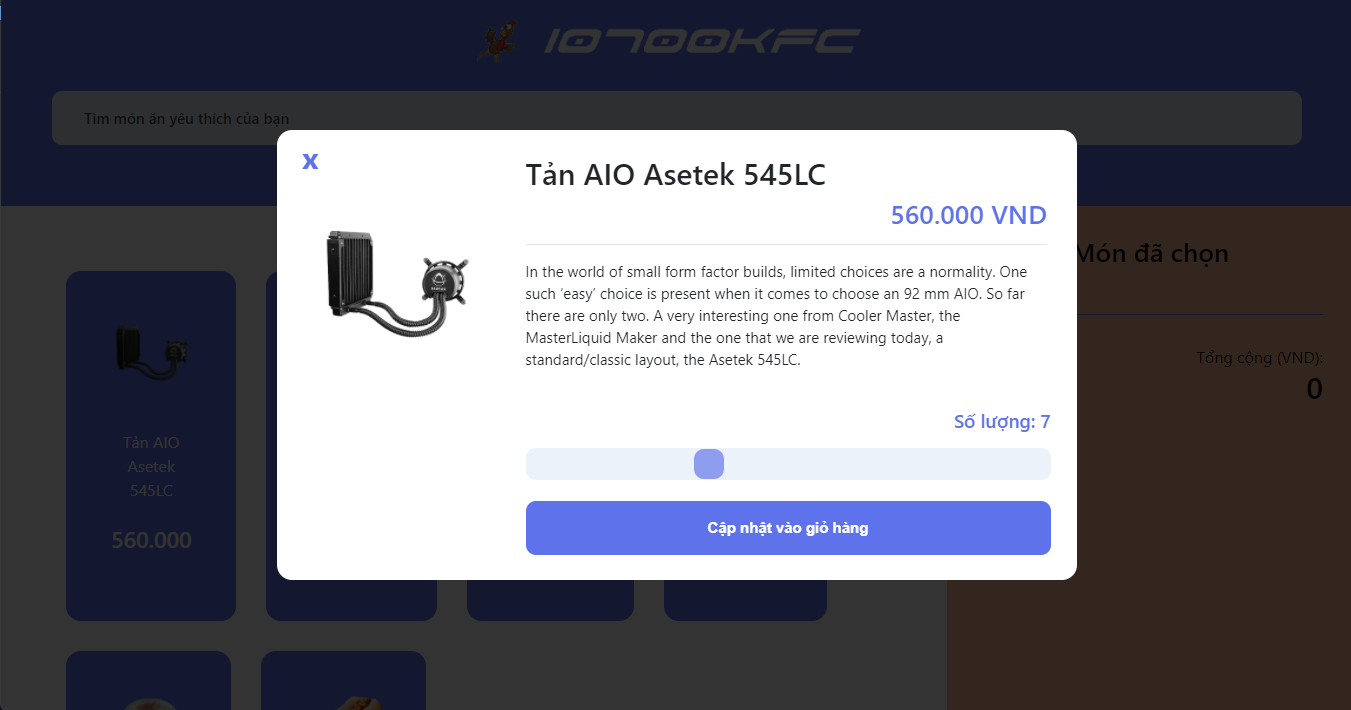 10700KFC
Tìm món ăn yêu thích của bạn
X
Tản AIO Asetek 545LC
560.000 VND
In the world of small form factor builds, limited choices are a normality. One
such ‘easy’ choice is present when it comes to choose an 92 mm AIO. So far
there are only two. A very interesting one from Cooler Master, the
MasterLiquid Maker and the one that we are reviewing today, a
standard/classic layout, the Asetek 545LC.
Số lượng: 7
Cập nhật vào giỏ hàng
Món đã chọn
Tổng cộng (VND):
0
Tản AIO
Asetek
545LC
560.000